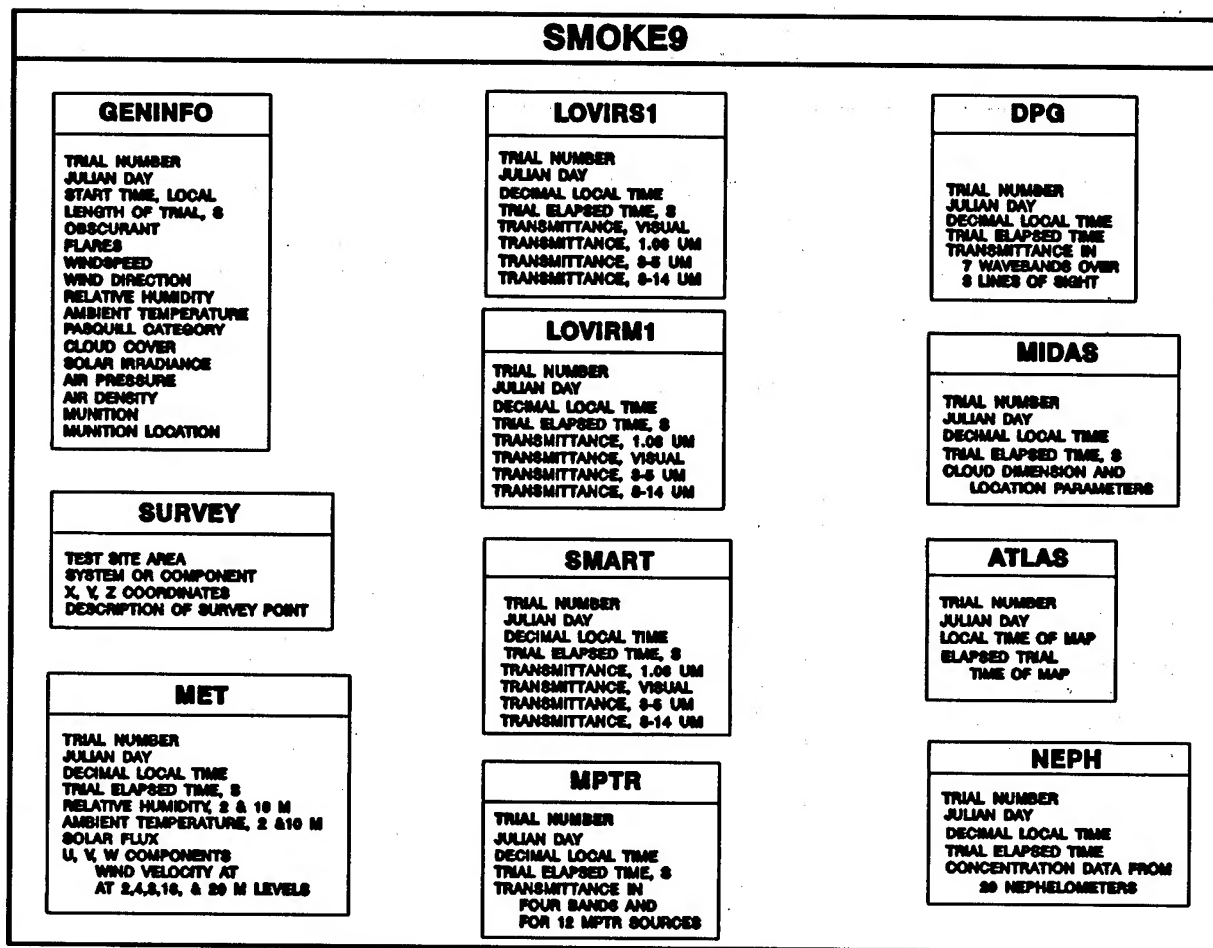 SMOKE9
GENINFO
TRIAL NUMBER
JULIAN DAY
START TIME, LOCAL
LENGTH OF TRIAL, S
OBSCURANT
FLARES
WINDSPEED
WIND DIRECTION
RELATIVE HUMIDITY
AMBIENT TEMPERATURE
PASQUILL CATEGORY
CLOUD COVER
SOLAR IRRADIANCE
AIR PRESSURE
AIR DENSITY
MUNITION
MUNITION LOCATION
SURVEY
TEST SITE AREA
SYSTEM OR COMPONENT
X, Y, Z COORDINATES
DESCRIPTION OF SURVEY POINT
MET
TRIAL NUMBER
JULIAN DAY
DECIMAL LOCAL TIME
TRIAL ELAPSED TIME, S
RELATIVE HUMIDITY, 2 & 10 M
AMBIENT TEMPERATURE, 2 &10 M
SOLAR FLUX
U, V, W COMPONENTS
WIND VELOCITY AT
AT 2,4,8,16, & 20 M LEVELS
LOVIRS1
TRIAL NUMBER
JULIAN DAY
DECIMAL LOCAL TIME
TRIAL ELAPSED TIME, S
TRANSMITTANCE, VISUAL
TRANSMITTANCE, 1.06 UM
TRANSMITTANCE, 3-5 UM
TRANSMITTANCE, 8-14 UM
LOVIRM1
TRIAL NUMBER
JULIAN DAY
DECIMAL LOCAL TIME
TRIAL ELAPSED TIME, S
TRANSMITTANCE, 1.06 UM
TRANSMITTANCE, VISUAL
TRANSMITTANCE, 3-5 UM
TRANSMITTANCE, 8-14 UM
SMART
TRIAL NUMBER
JULIAN DAY
DECIMAL LOCAL TIME
TRIAL ELAPSED TIME, S
TRANSMITTANCE, 1.06 UM
TRANSMITTANCE, VISUAL
TRANSMITTANCE, 3-5 UM
TRANSMITTANCE, 8-14 UM
MPTR
TRIAL NUMBER
JULIAN DAY
DECIMAL LOCAL TIME
TRIAL ELAPSED TIME, S
TRANSMITTANCE IN
FOUR BANDS AND
FOR 12 MPTR SOURCES
DPG
TRIAL NUMBER
JULIAN DAY
DECIMAL LOCAL TIME
TRIAL ELAPSED TIME
TRANSMITTANCE IN
7 WAVEBANDS OVER
LINES OF SIGHT
MIDAS
TRIAL NUMBER
JULIAN DAY
DECIMAL LOCAL TIME
TRIAL ELAPSED TIME, S
CLOUD DIMENSION AND
LOCATION PARAMETERS
ATLAS
TRIAL NUMBER
JULIAN DAY
LOCAL TIME OF MAP
ELAPSED TRIAL
TIME OF MAP
NEPH
TRIAL NUMBER
JULIAN DAY
DECIMAL LOCAL TIME
TRIAL ELAPSED TIME
CONCENTRATION DATA FROM
NEPHELOMETERS